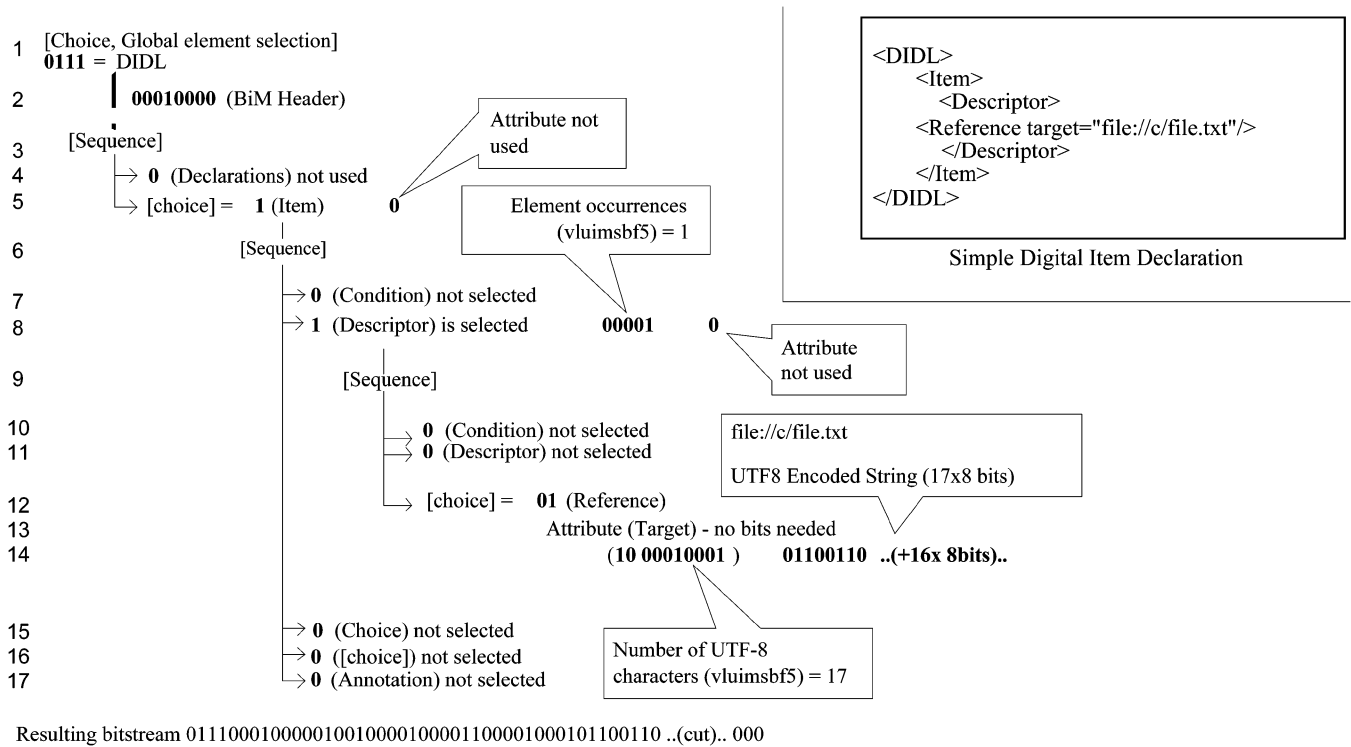 1 [Choice, Global element selection]
0111 = DIDL
2 00010000 (BiM Header)
3 [Sequence]
4 0 (Declarations) not used
5 [choice] = 1 (Item) 0
Attribute not
used
6 [Sequence]
Element occurrences
(vluimsbf5) = 1
7 0 (Condition) not selected
8 1 (Descriptor) is selected 00001 0
Attribute
not used
9 [Sequence]
10 0 (Condition) not selected
11 0 (Descriptor) not selected
12 [choice] = 01 (Reference)
13 Attribute (Target) - no bits needed
14 (10 00010001 ) 01100110 ..(+16x 8bits)..
file://c/file.txt
UTF8 Encoded String (17x8 bits)
Number of UTF-8
characters (vluimsbf5) = 17
15 0 (Choice) not selected
16 0 ([choice]) not selected
17 0 (Annotation) not selected
<DIDL>
<Item>
<Descriptor>
<Reference target="file://c/file.txt"/>
</Descriptor>
</Item>
</DIDL>
Simple Digital Item Declaration
Resulting bitstream 0111000100000100100001000011000010001011​00110 ..(cut).. 000